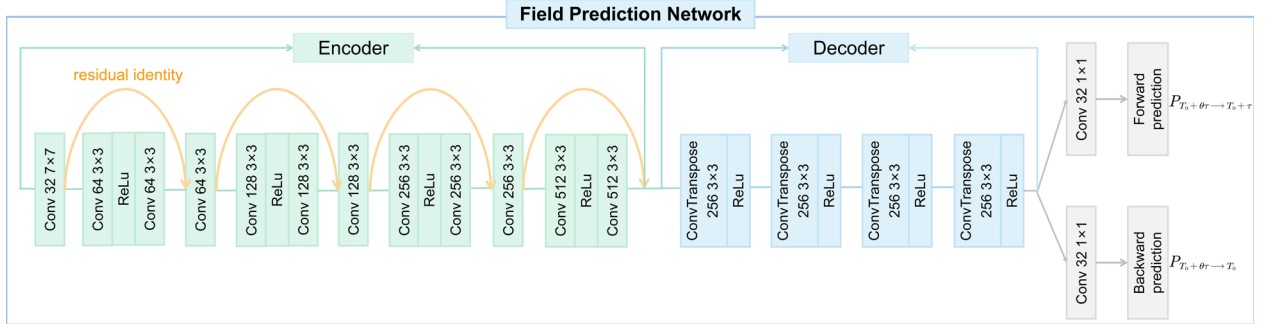 Field Prediction Network
Encoder
Decoder
residual identity
Conv 32 7×7
Conv 64 3×3
ReLu
Conv 64 3×3
Conv 64 3×3
Conv 128 3×3
ReLu
Conv 128 3×3
Conv 128 3×3
Conv 256 3×3
ReLu
Conv 256 3×3
Conv 256 3×3
Conv 512 3×3
ReLu
Conv 512 3×3
ConvTranspose
256 3×3
ReLu
ConvTranspose
256 3×3
ReLu
ConvTranspose
256 3×3
ReLu
ConvTranspose
256 3×3
ReLu
Conv 32 1×1
Forward
prediction
P_{T_0 + θτ → T_0 + τ}
Conv 32 1×1
Backward
prediction
P_{T_0 + θτ → T_0}